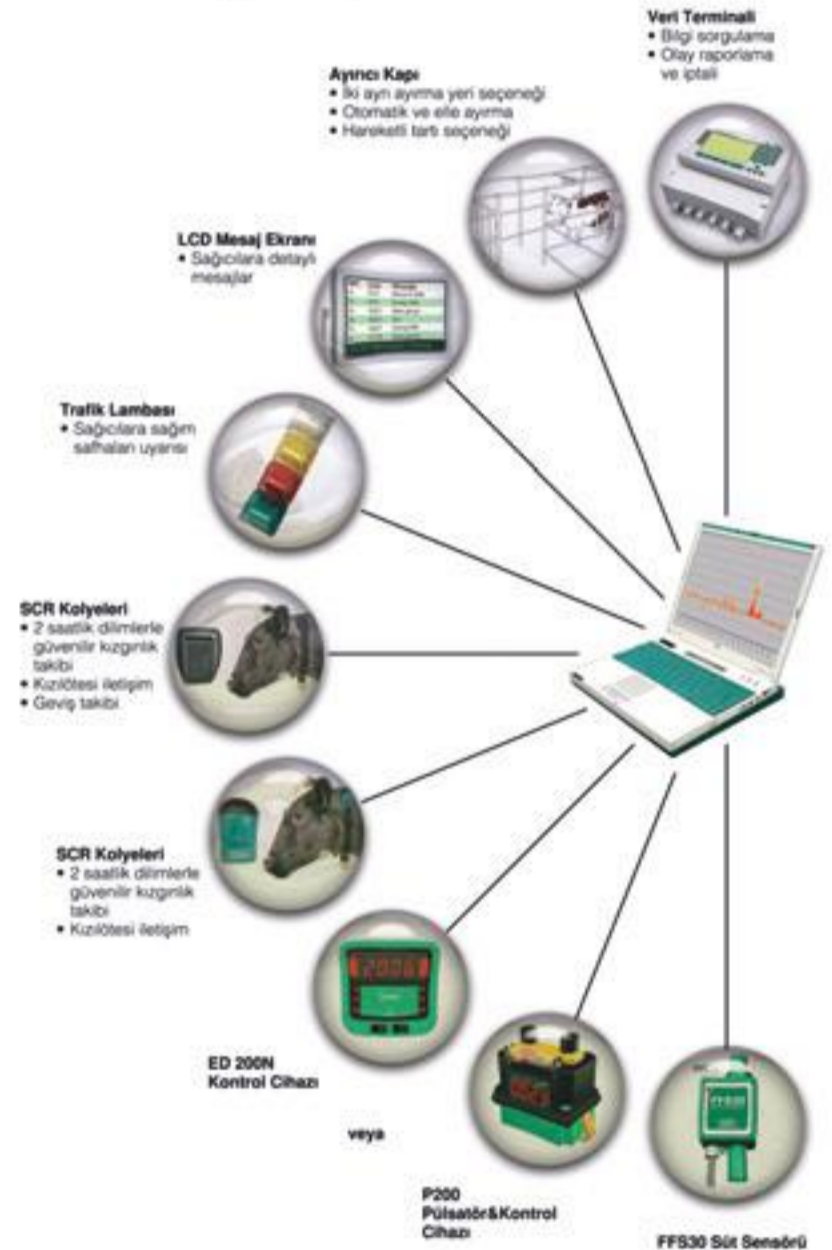 Veri Terminali
• Bilgi sorgulama
• Olay raporlama
ve iptali
Ayırıcı Kapı
• İki ayrı ayırma yeri seçeneği
• Otomatik ve elle ayırma
• Hareketli tartı seçeneği
LCD Mesaj Ekranı
• Sağıcılara detaylı
mesajlar
Trafik Lambası
• Sağıcılara sağım
safhaları uyarısı
SCR Kolyeleri
• 2 saatlik dilimlerle
güvenilir kızgınlık
takibi
• Kızılötesi iletişim
• Geviş takibi
SCR Kolyeleri
• 2 saatlik dilimlerle
güvenilir kızgınlık
takibi
• Kızılötesi iletişim
ED 200N
Kontrol Cihazı
veya
P200
Pülsatör&Kontrol
Cihazı
FFS30
FFS30 Süt Sensörü